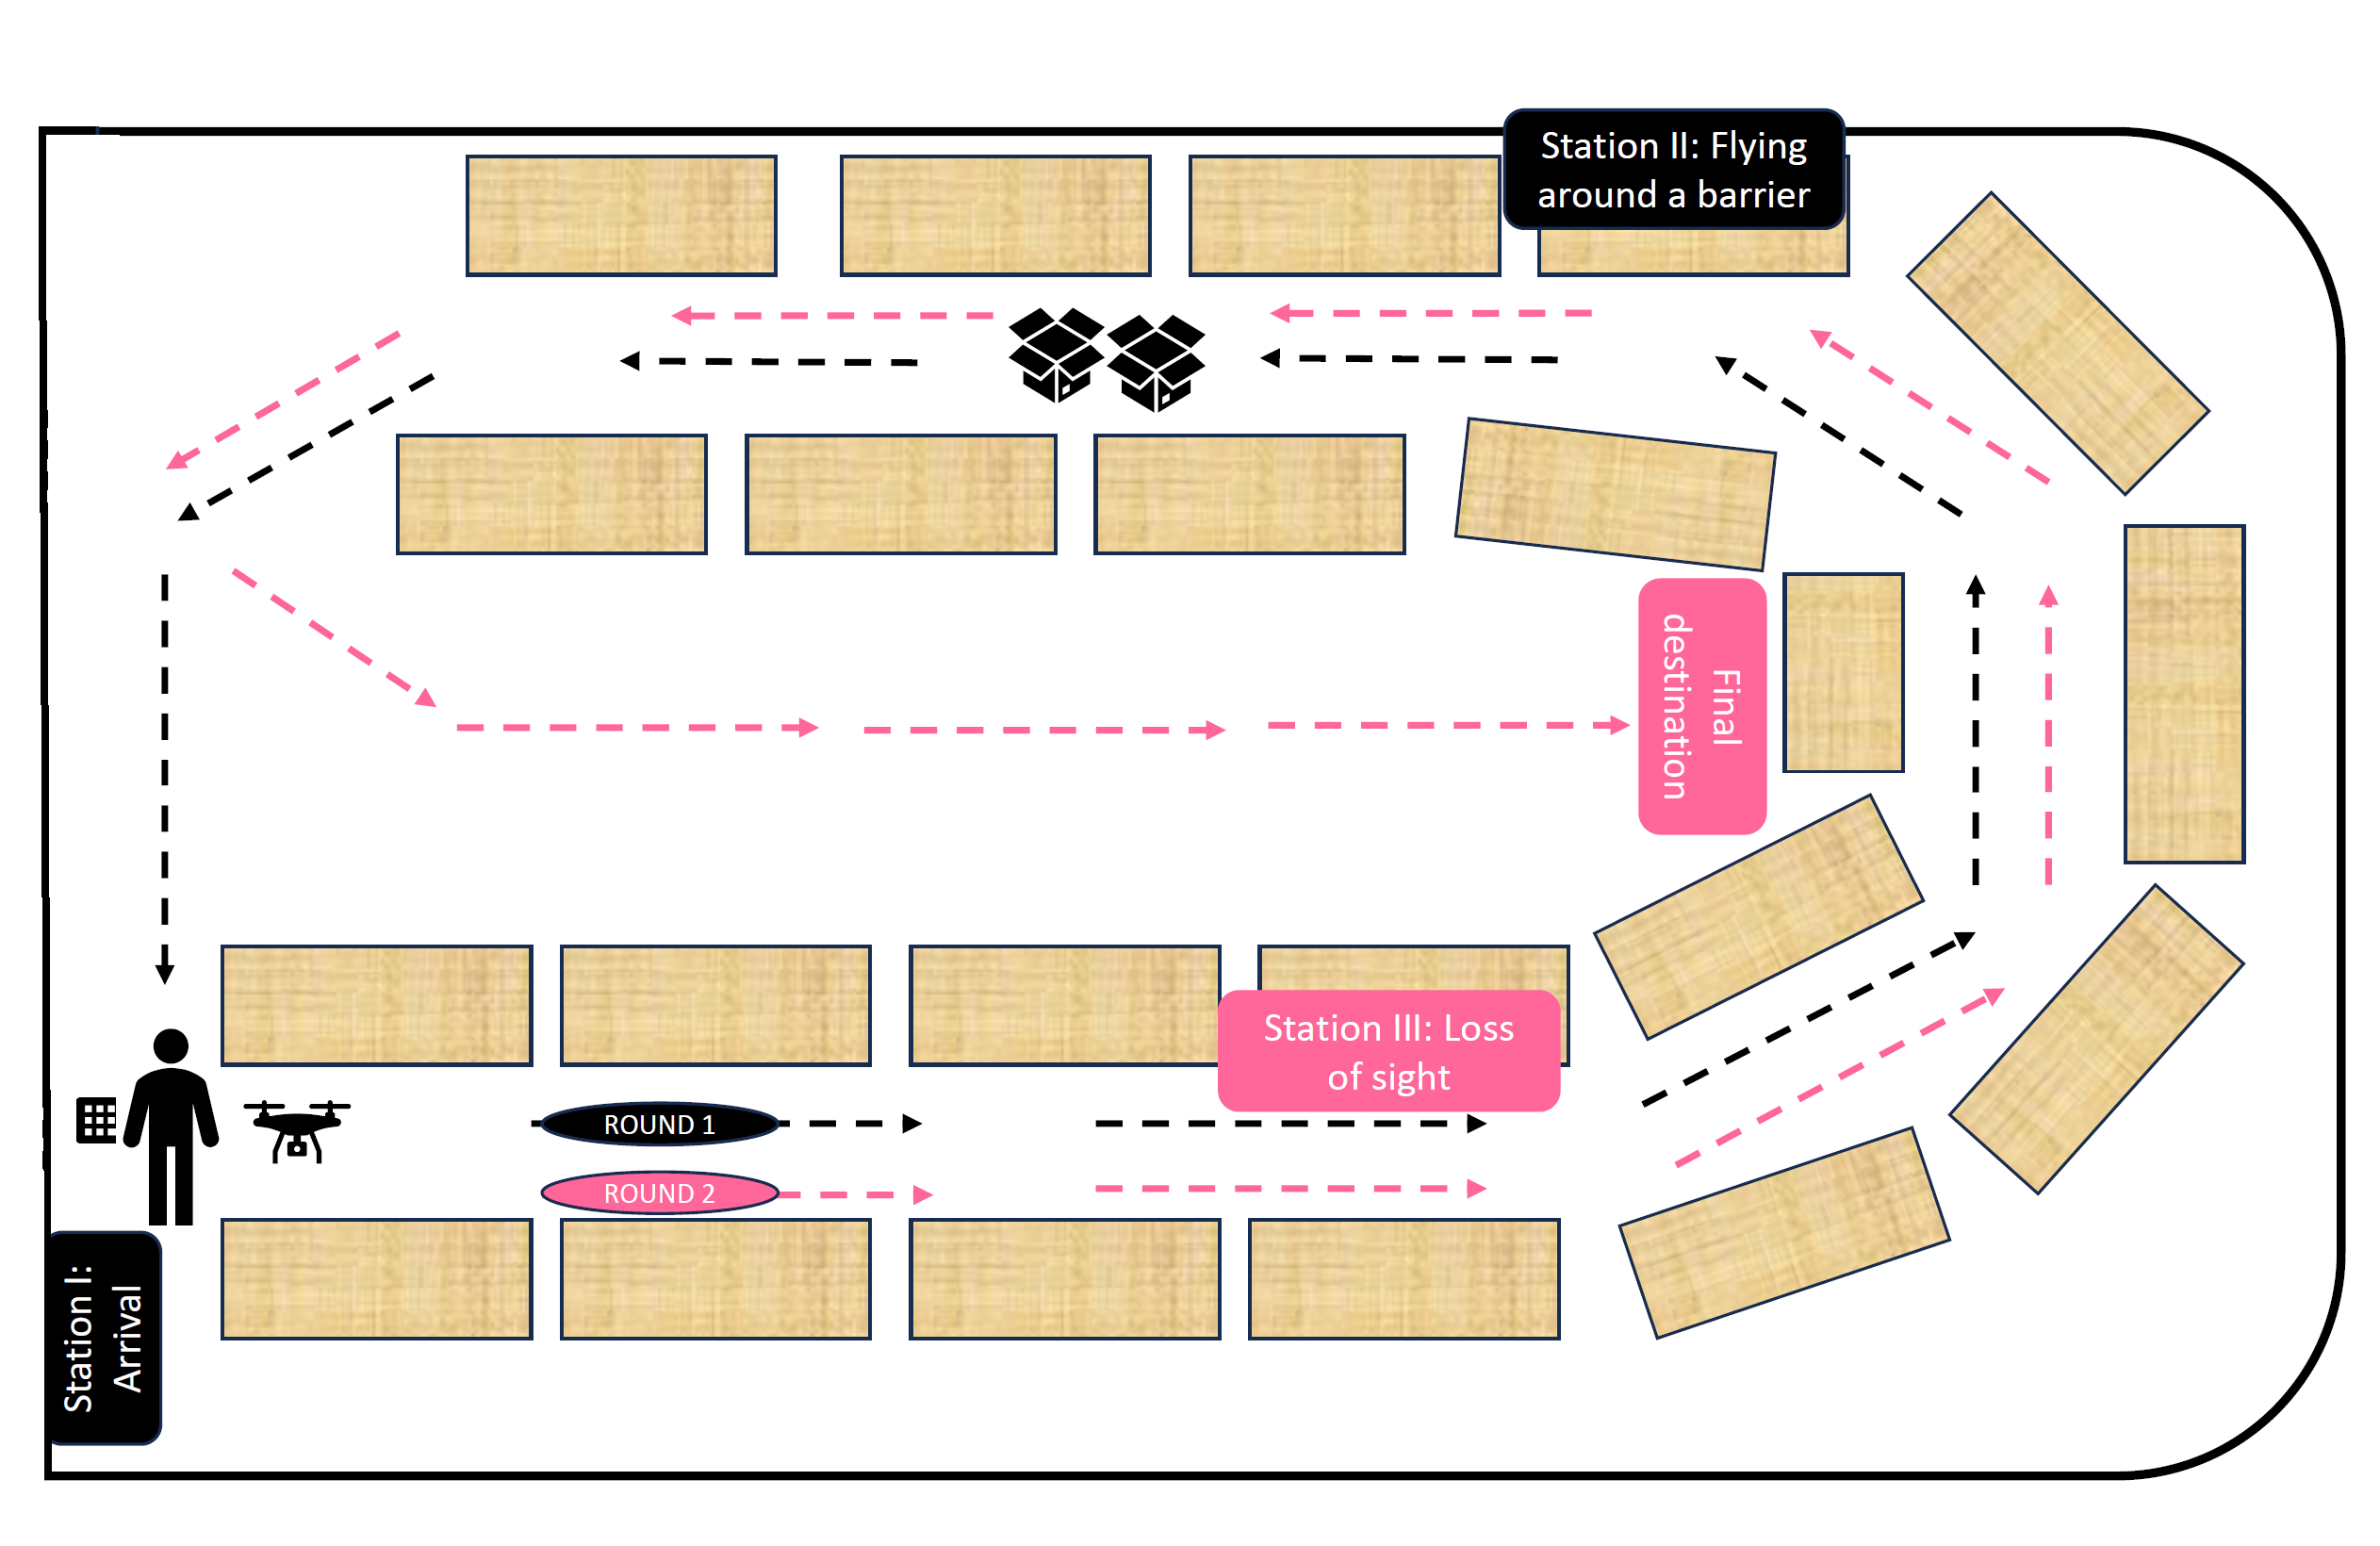 Station II: Flying
around a barrier
Final
destination
Station III: Loss
of sight
ROUND 1
ROUND 2
Station I:
Arrival